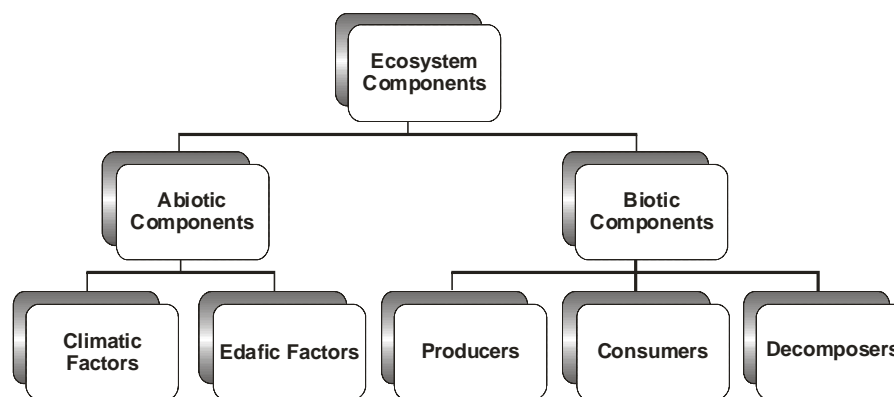 Ecosystem
Components
Abiotic
Components
Biotic
Components
Climatic
Factors
Edafic Factors
Producers
Consumers
Decomposers